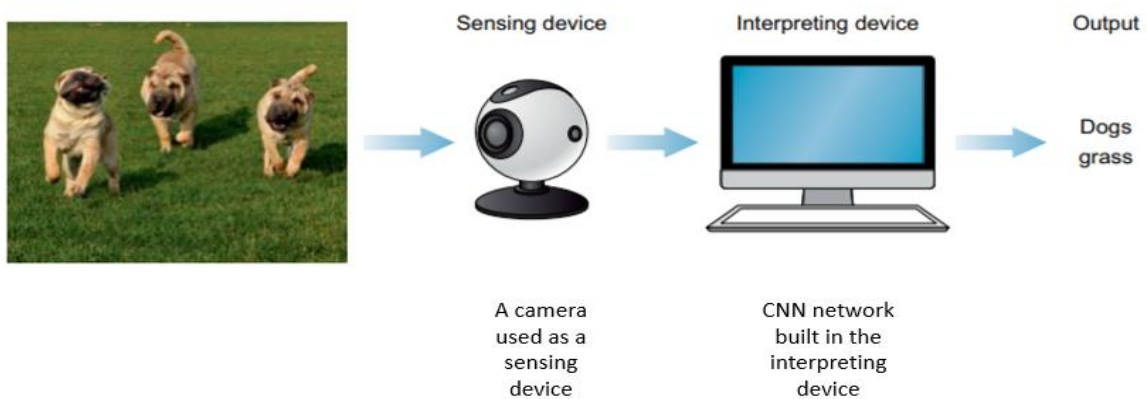 Sensing device
Interpreting device
Output
Dogs
grass
A camera
used as a
sensing
device
CNN network
built in the
interpreting
device